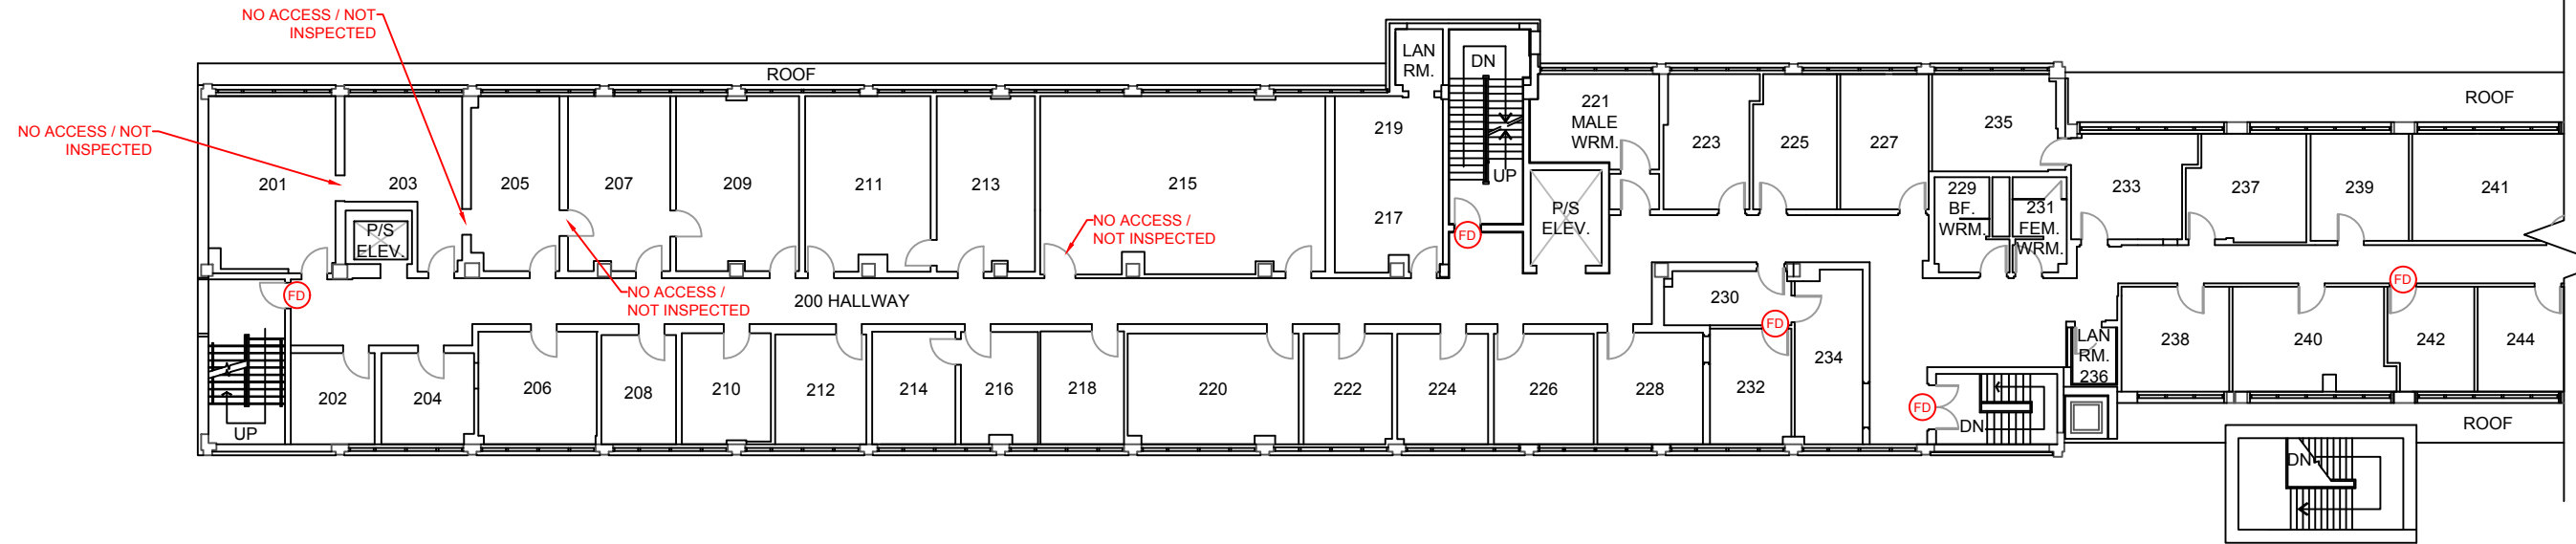 NO ACCESS / NOT
INSPECTED
NO ACCESS / NOT
INSPECTED
ROOF
LAN
RM.
DN
UP
ROOF
201
203
P/S
ELEV.
205
207
209
211
213
215
219
217
NO ACCESS /
NOT INSPECTED
NO ACCESS /
NOT INSPECTED
FD
P/S
ELEV.
221
MALE
WRM.
223
225
227
235
229
BF.
WRM.
231
FEM.
WRM.
233
237
239
241
FD
200 HALLWAY
230
FD
FD
UP
202
204
206
208
210
212
214
216
218
220
222
224
226
228
232
234
FD
DN
LAN
RM.
236
238
240
242
244
ROOF
DN